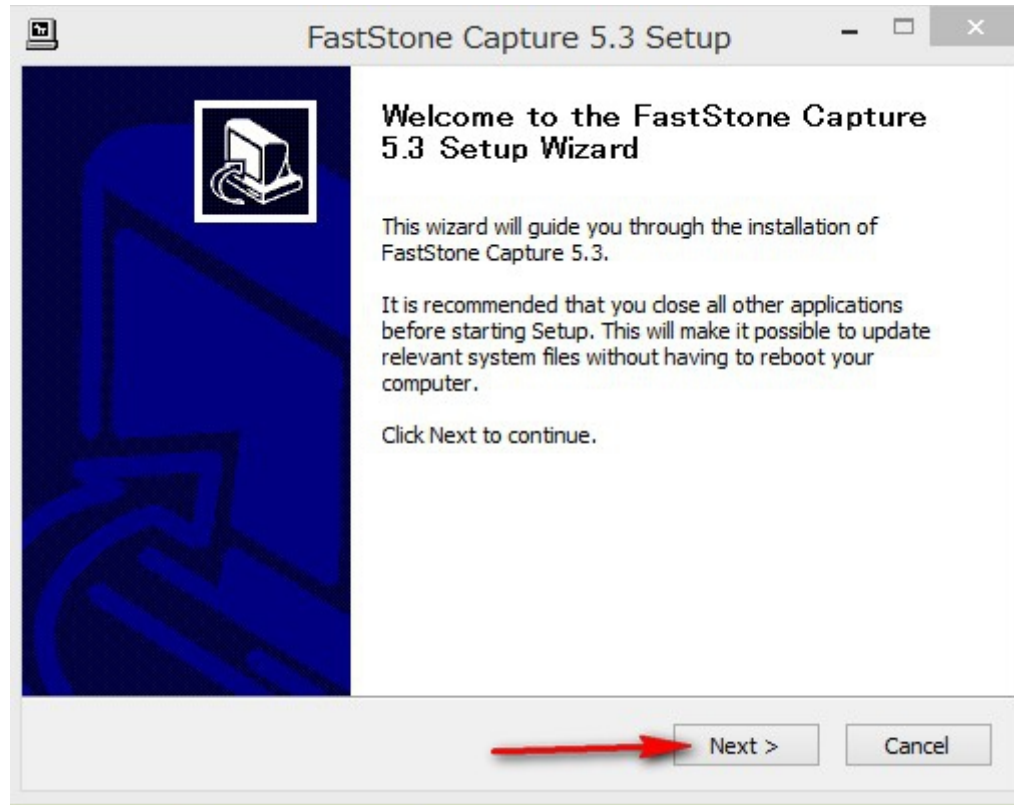 FastStone Capture 5.3 Setup
Welcome to the FastStone Capture
5.3 Setup Wizard
This wizard will guide you through the installation of
FastStone Capture 5.3.
It is recommended that you close all other applications
before starting Setup. This will make it possible to update
relevant system files without having to reboot your
computer.
Click Next to continue.
Next >
Cancel